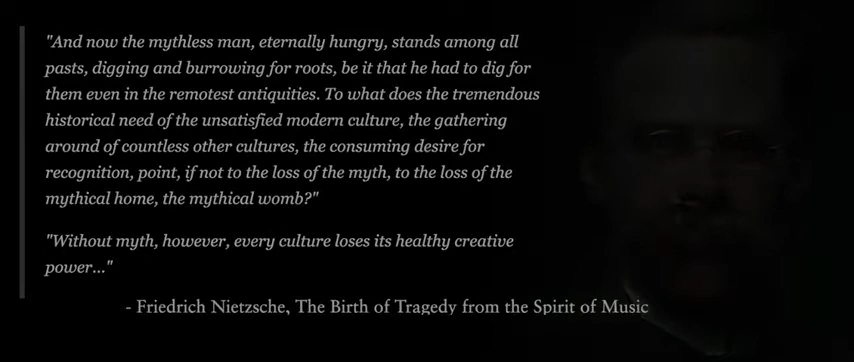 "And now the mythless man, eternally hungry, stands among all
pasts, digging and burrowing for roots, be it that he had to dig for
them even in the remotest antiquities. To what does the tremendous
historical need of the unsatisfied modern culture, the gathering
around of countless other cultures, the consuming desire for
recognition, point, if not to the loss of the myth, to the loss of the
mythical home, the mythical womb?"
"Without myth, however, every culture loses its healthy creative
power..."
- Friedrich Nietzsche, The Birth of Tragedy from the Spirit of Music